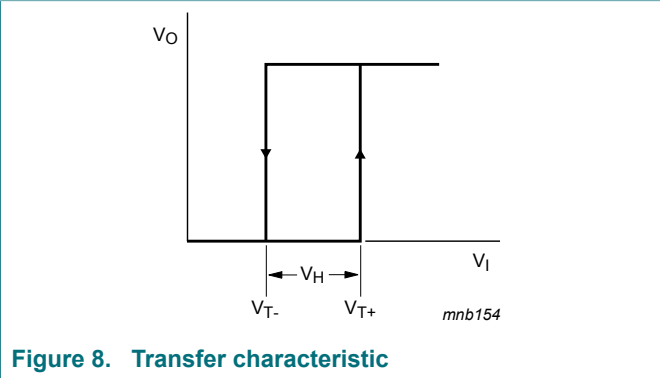 VO
VH
VI
VT-
VT+
mnb154
Figure 8. Transfer characteristic